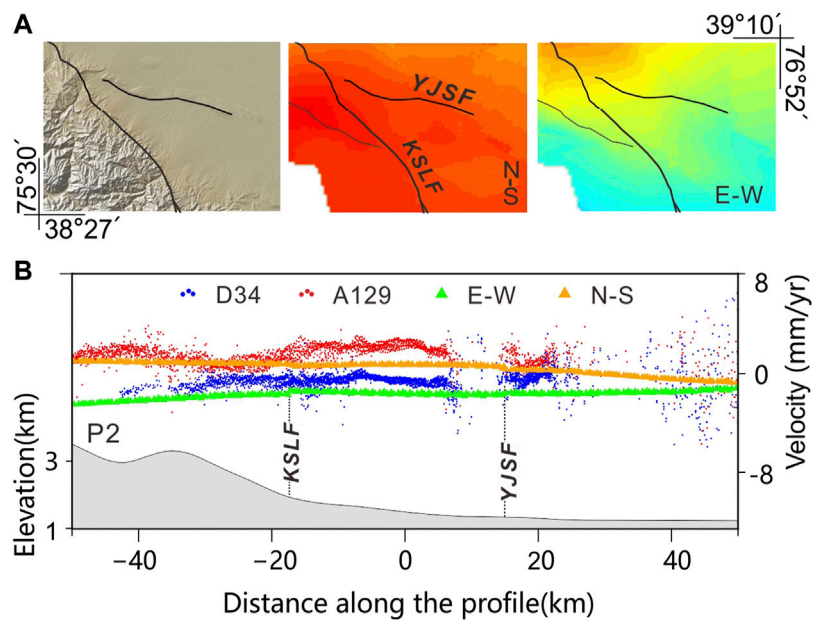 A
39°10´
76°52´
YJSF
KSLF
N-S
E-W
75°30´
38°27´
B
D34
A129
E-W
N-S
8
0
-8
Velocity (mm/yr)
P2
KSLF
YJSF
Elevation(km)
3
1
−40 −20 0 20 40
Distance along the profile(km)